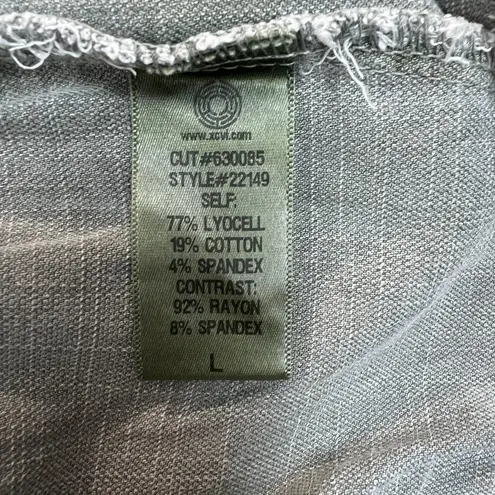 www.xcvi.com
CUT#630085
STYLE#22149
SELF:
77% LYOCELL
19% COTTON
4% SPANDEX
CONTRAST:
92% RAYON
8% SPANDEX
L